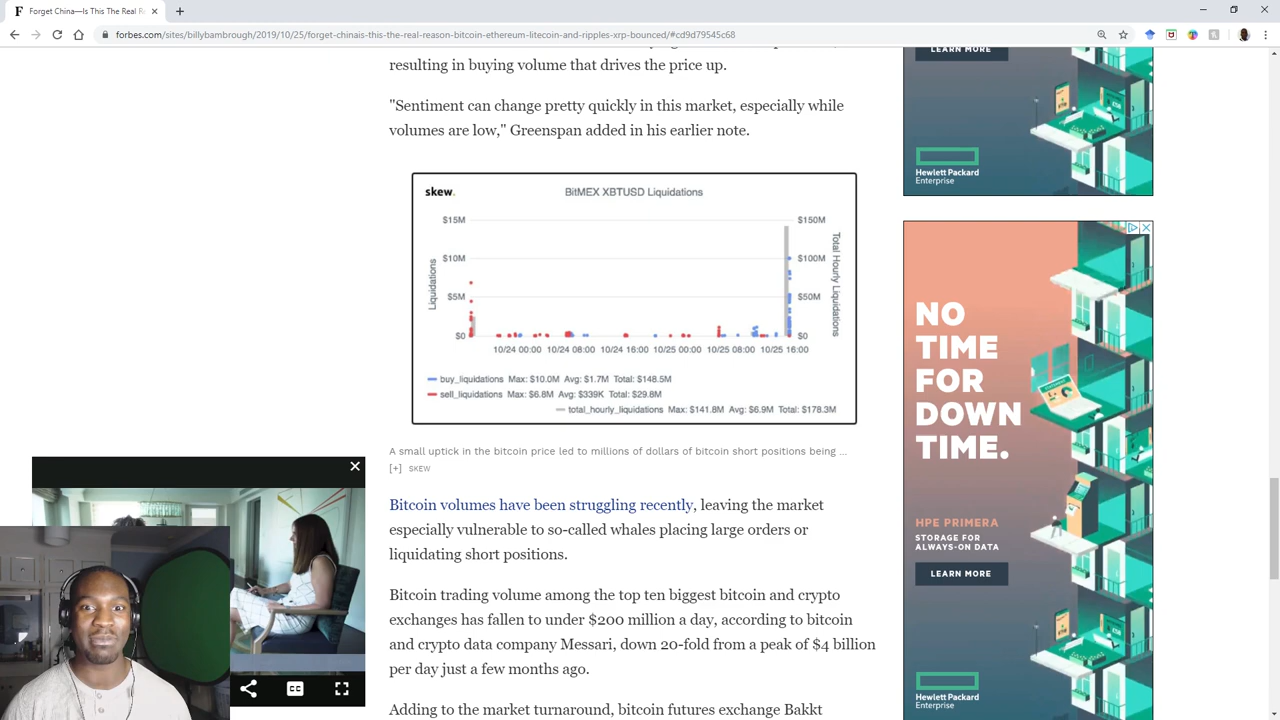 Forget China—Is This The Real R
forbes.com/sites/billybambrough/2019/10/25/forget-chinais-this-the-real-reason-bitcoin-ethereum-litecoin-and-ripples-xrp-bounced/#cd9d79545c68
resulting in buying volume that drives the price up.
"Sentiment can change pretty quickly in this market, especially while
volumes are low," Greenspan added in his earlier note.
skew.
BitMEX XBTUSD Liquidations
$15M
$10M
$5M
$0
Liquidations
$150M
$100M
$50M
$0
Total Hourly Liquidations
10/24 00:00 10/24 08:00 10/24 16:00 10/25 00:00 10/25 08:00 10/25 16:00
buy_liquidations Max: $10.0M Avg: $1.7M Total: $148.5M
sell_liquidations Max: $6.8M Avg: $339K Total: $29.8M
total_hourly_liquidations Max: $141.8M Avg: $6.9M Total: $178.3M
A small uptick in the bitcoin price led to millions of dollars of bitcoin short positions being ...
[+] SKEW
Bitcoin volumes have been struggling recently, leaving the market
especially vulnerable to so-called whales placing large orders or
liquidating short positions.
Bitcoin trading volume among the top ten biggest bitcoin and crypto
exchanges has fallen to under $200 million a day, according to bitcoin
and crypto data company Messari, down 20-fold from a peak of $4 billion
per day just a few months ago.
Adding to the market turnaround, bitcoin futures exchange Bakkt
CC
LEARN MORE
Hewlett Packard
Enterprise
NO
TIME
FOR
DOWN
TIME.
HPE PRIMERA
STORAGE FOR
ALWAYS-ON DATA
LEARN MORE
Hewlett Packard
Enterprise